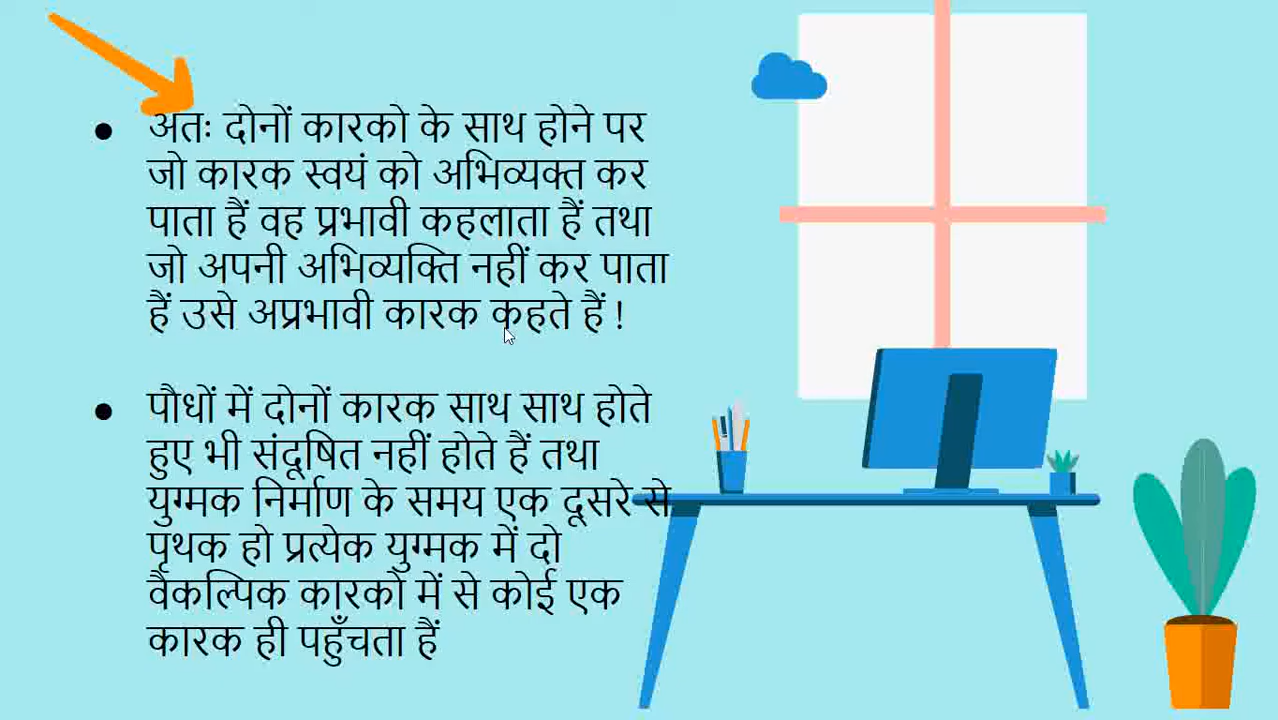 अतः दोनों कारको के साथ होने पर
जो कारक स्वयं को अभिव्यक्त कर
पाता हैं वह प्रभावी कहलाता हैं तथा
जो अपनी अभिव्यक्ति नहीं कर पाता
हैं उसे अप्रभावी कारक कहते हैं !
पौधों में दोनों कारक साथ साथ होते
हुए भी संदूषित नहीं होते हैं तथा
युग्मक निर्माण के समय एक दूसरे से
पृथक हो प्रत्येक युग्मक में दो
वैकल्पिक कारको में से कोई एक
कारक ही पहुँचता हैं